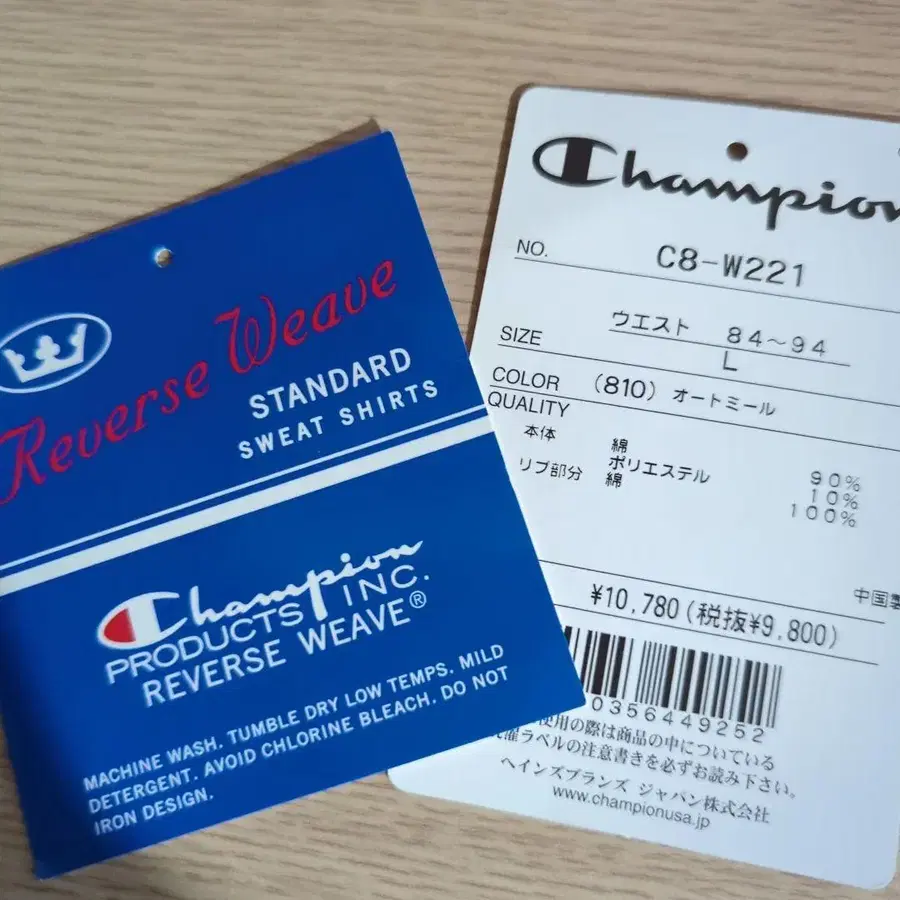 Reverse Weave
STANDARD
SWEAT SHIRTS
Champion
PRODUCTS INC.
REVERSE WEAVE®
MACHINE WASH. TUMBLE DRY LOW TEMPS. MILD
DETERGENT. AVOID CHLORINE BLEACH. DO NOT
IRON DESIGN.
Champion
NO. C8-W221
SIZE ウエスト 84～94
L
COLOR (810) オートミール
QUALITY
本体 綿 90%
ポリエステル 10%
リブ部分 綿 100%
中国製
¥10,780(税抜¥9,800)
0356449252
使用の際は商品の中についている
ラベルの注意書きを必ずお読み下さい。
ヘインズブランズ ジャパン株式会社
www.championusa.jp